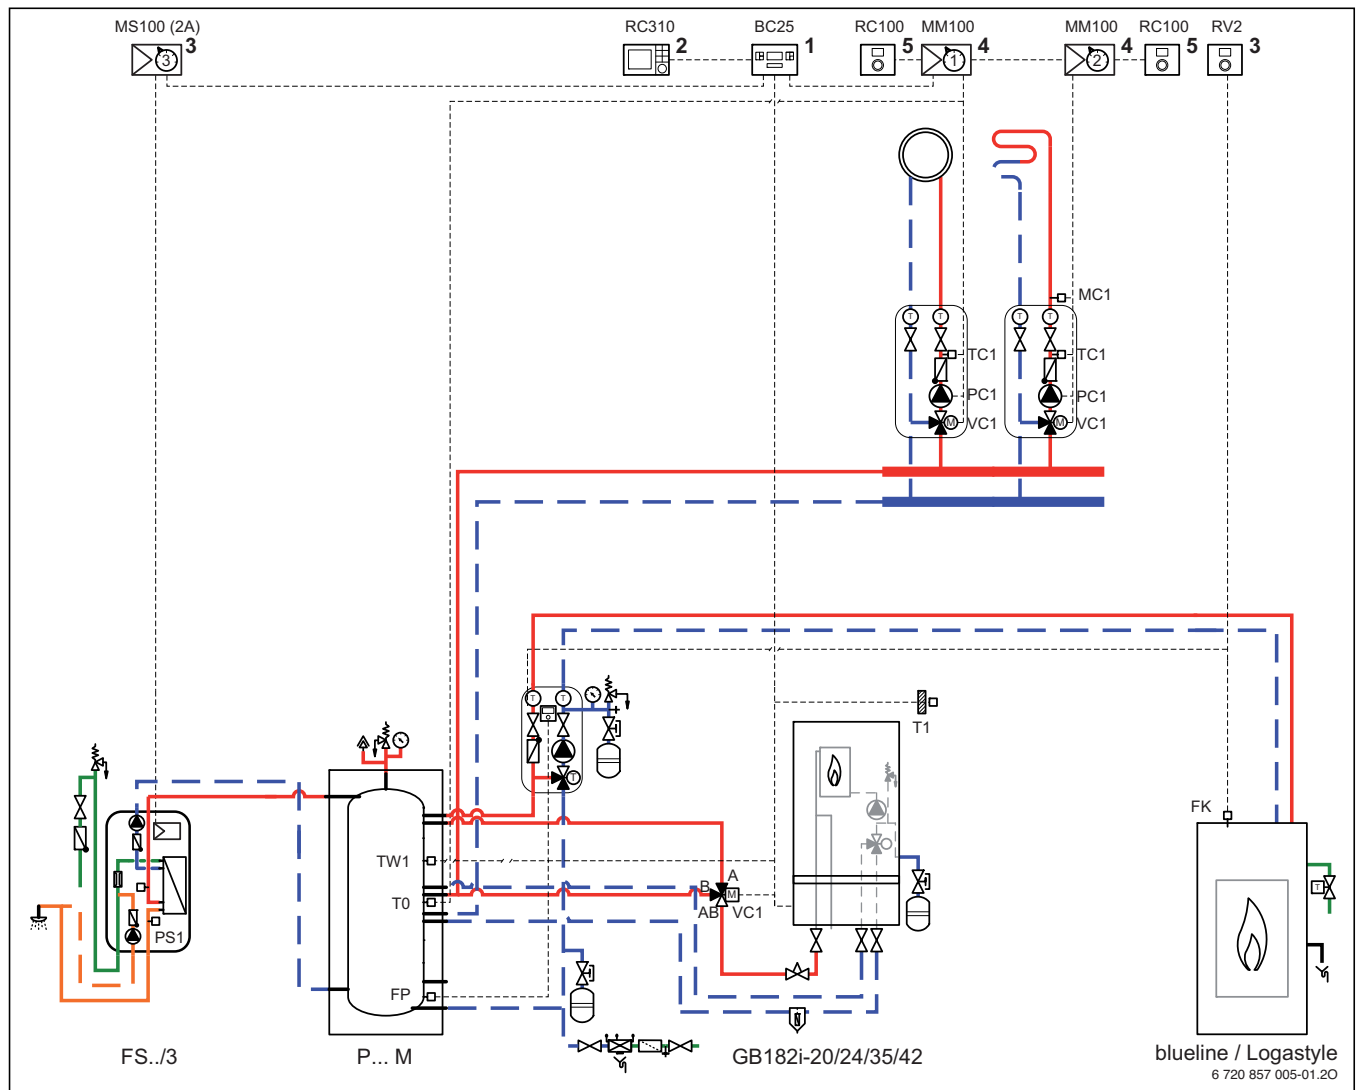 MS100 (2A)
3
3
RC310
2
BC25
1
RC100
5
MM100
4
1
MM100
4
2
RC100
5
RV2
3
MC1
T
T
T
T
TC1
TC1
PC1
PC1
M
VC1
M
VC1
T
T
T
T1
FK
T
TW1
A
B
M
T0
AB
VC1
PS1
FP
FS../3
P... M
GB182i-20/24/35/42
blueline / Logastyle
6 720 857 005-01.2O